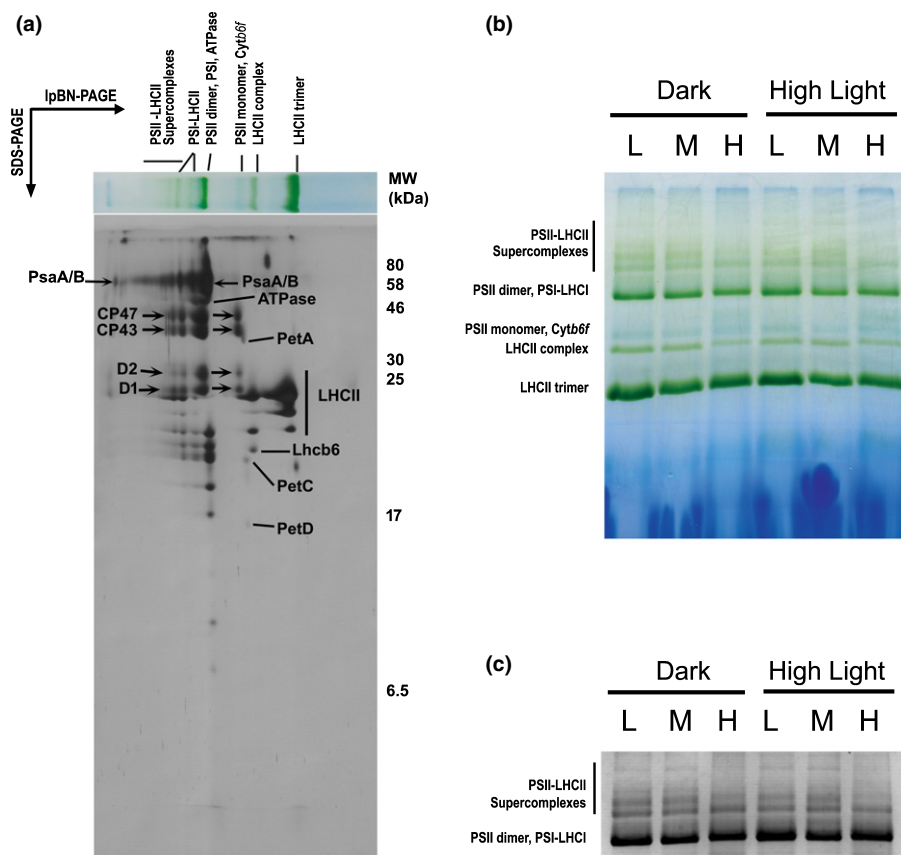 (a)
SDS-PAGE
lpBN-PAGE
PSII -LHCII
Supercomplexes
PSI-LHCII
PSII dimer, PSI, ATPase
PSII monomer, Cytb6f
LHCII complex
LHCII trimer
MW
(kDa)
PsaA/B
PsaA/B
ATPase
CP47
CP43
PetA
D2
D1
LHCII
Lhcb6
PetC
PetD
80
58
46
30
25
17
6.5
(b)
Dark
High Light
L M H L M H
PSII-LHCII
Supercomplexes
PSII dimer, PSI-LHCI
PSII monomer, Cytb6f
LHCII complex
LHCII trimer
(c)
Dark
High Light
L M H L M H
PSII-LHCII
Supercomplexes
PSII dimer, PSI-LHCI